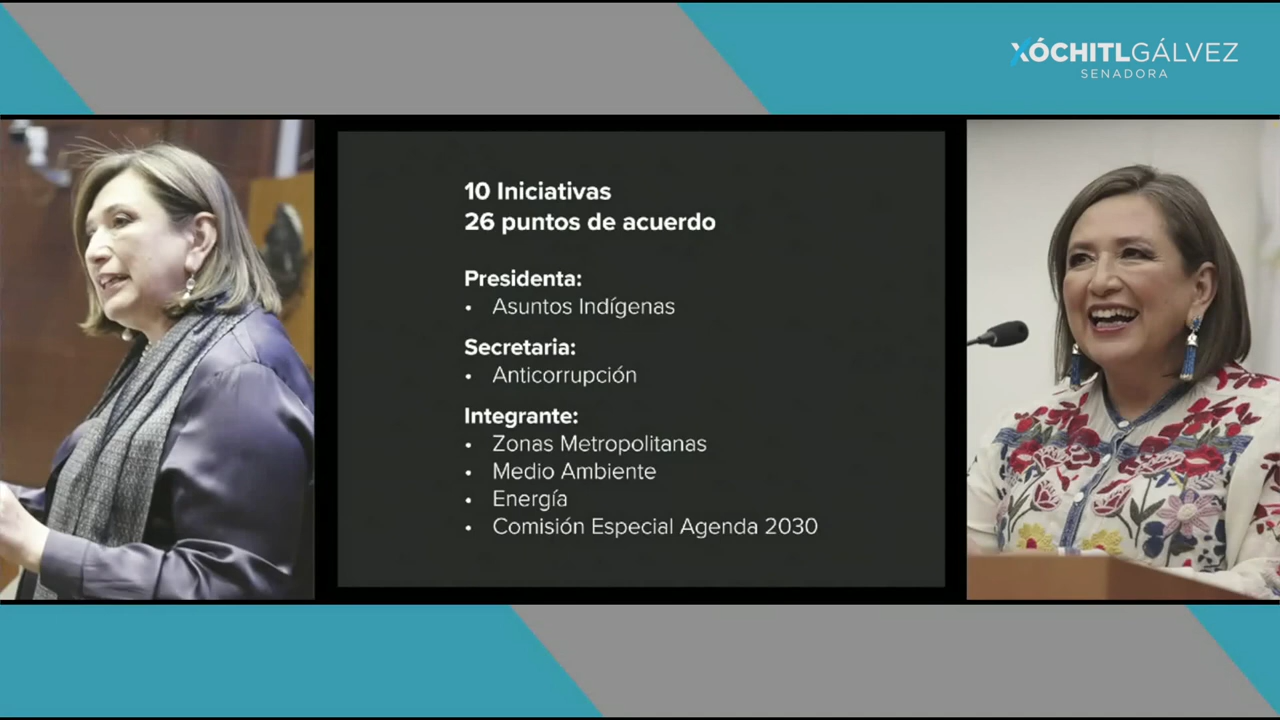 XÓCHITLGÁLVEZ
SENADORA
10 Iniciativas
26 puntos de acuerdo
Presidenta:
• Asuntos Indígenas
Secretaria:
• Anticorrupción
Integrante:
• Zonas Metropolitanas
• Medio Ambiente
• Energía
• Comisión Especial Agenda 2030